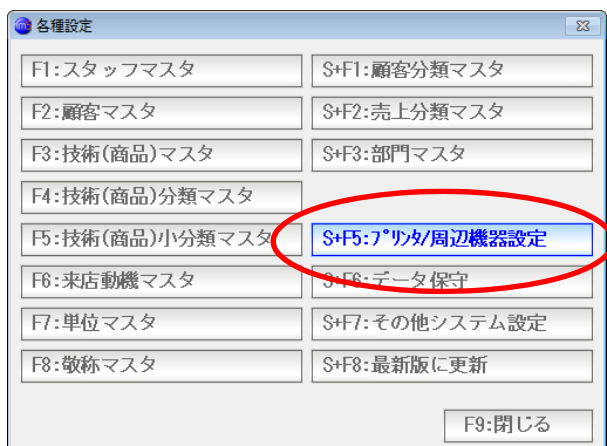 各種設定
F1:スタッフマスタ
S+F1:顧客分類マスタ
F2:顧客マスタ
S+F2:売上分類マスタ
F3:技術(商品)マスタ
S+F3:部門マスタ
F4:技術(商品)分類マスタ
F5:技術(商品)小分類マスタ
S+F5:ﾌﾟﾘﾝﾀ/周辺機器設定
F6:来店動機マスタ
S+F6:データ保守
F7:単位マスタ
S+F7:その他システム設定
F8:敬称マスタ
S+F8:最新版に更新
F9:閉じる